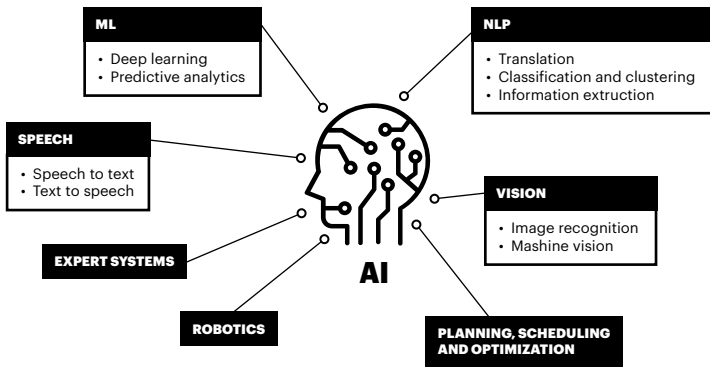 ML
• Deep learning
• Predictive analytics
NLP
• Translation
• Classification and clustering
• Information extruction
SPEECH
• Speech to text
• Text to speech
VISION
• Image recognition
• Mashine vision
EXPERT SYSTEMS
AI
ROBOTICS
PLANNING, SCHEDULING
AND OPTIMIZATION